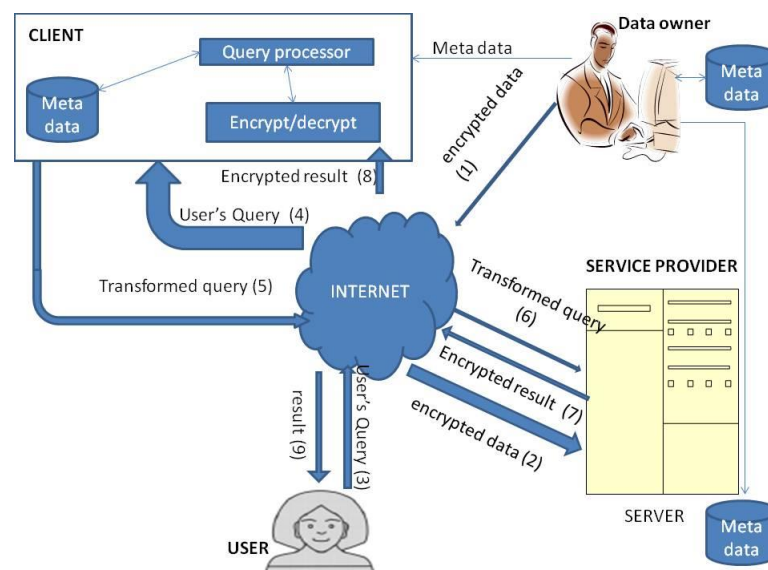 CLIENT
Query processor
Meta
data
Encrypt/decrypt
Meta data
Data owner
Meta
data
encrypted data
(1)
Encrypted result (8)
User's Query (4)
Transformed query (5)
INTERNET
SERVICE PROVIDER
Transformed query
(6)
Encrypted result (7)
encrypted data (2)
result (9)
User's Query (3)
USER
SERVER
Meta
data